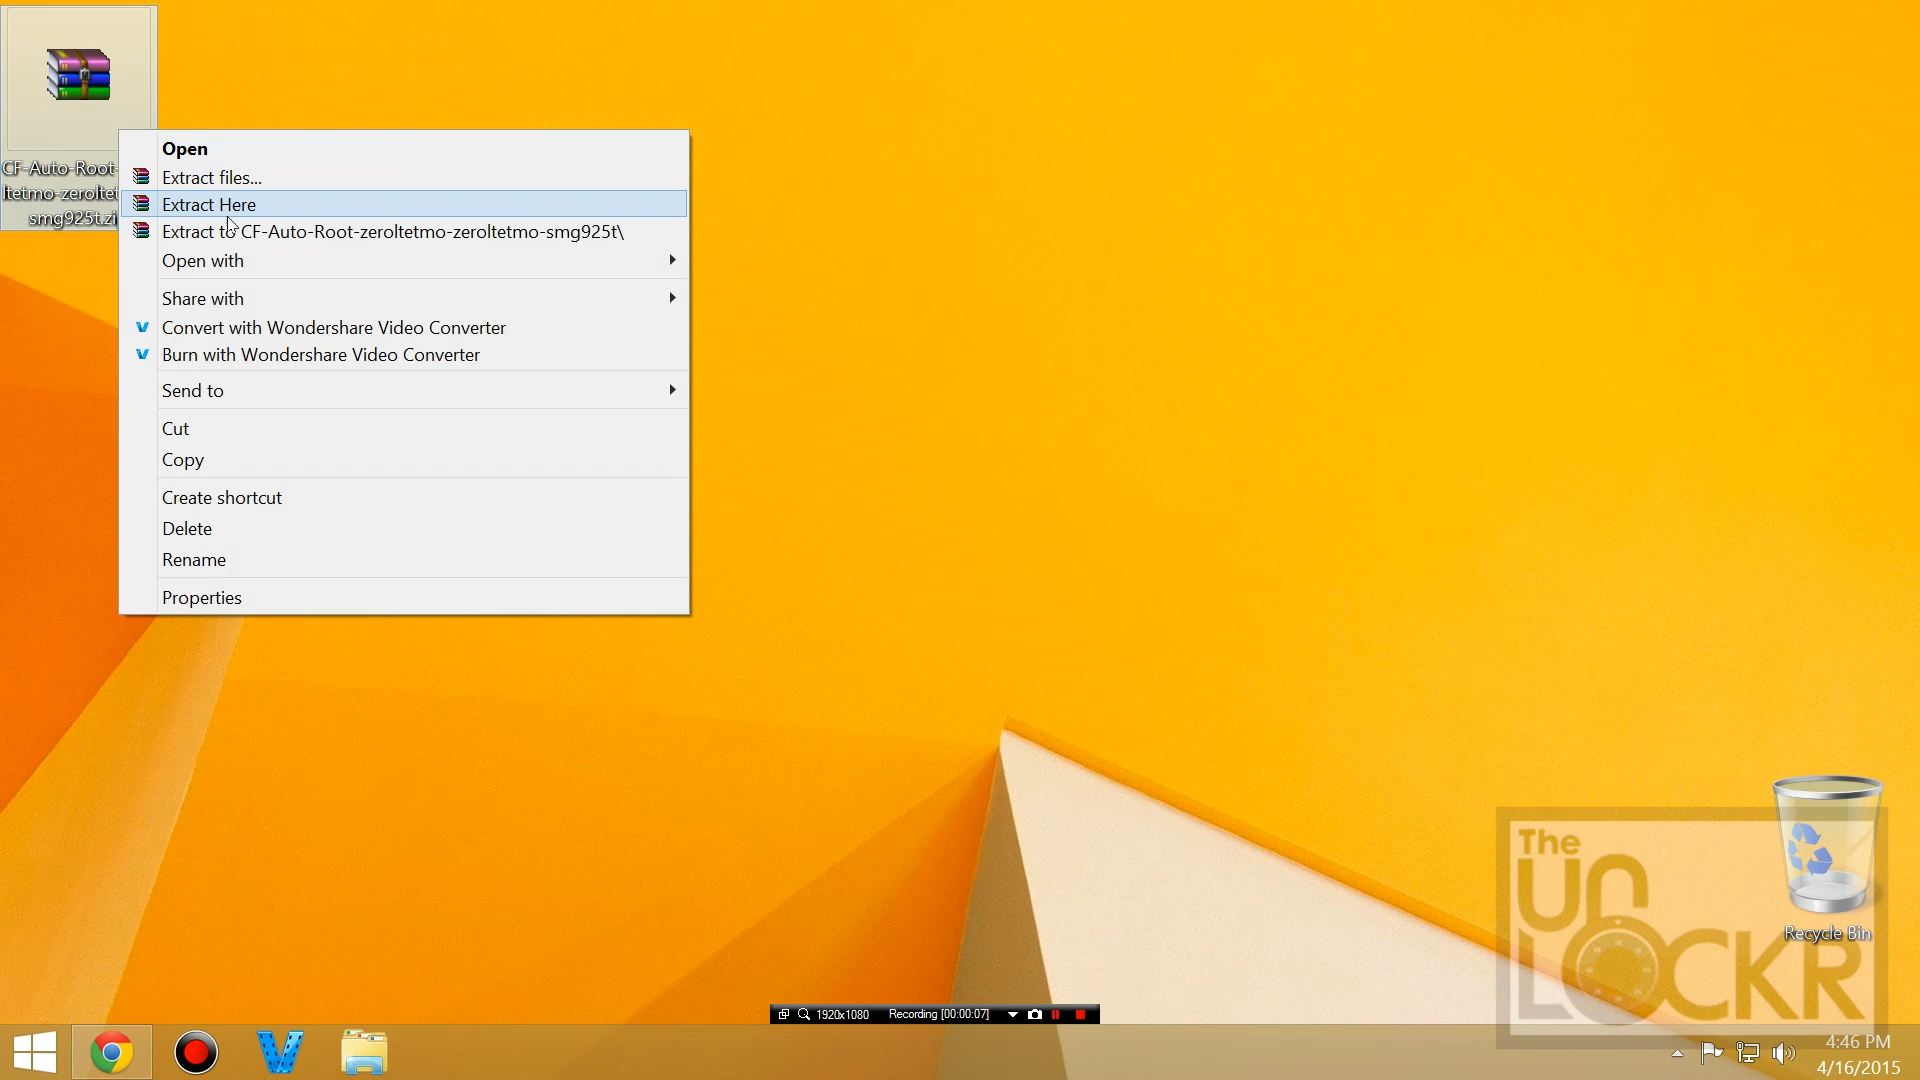 CF-Auto-Root-
ltetmo-zerolte
smg925t.zi
Open
Extract files...
Extract Here
Extract to CF-Auto-Root-zeroltetmo-zeroltetmo-smg925t\
Open with
Share with
Convert with Wondershare Video Converter
Burn with Wondershare Video Converter
Send to
Cut
Copy
Create shortcut
Delete
Rename
Properties
The
UN
LOCKR
Recycle Bin
1920x1080 Recording [00:00:07]
4:46 PM
4/16/2015